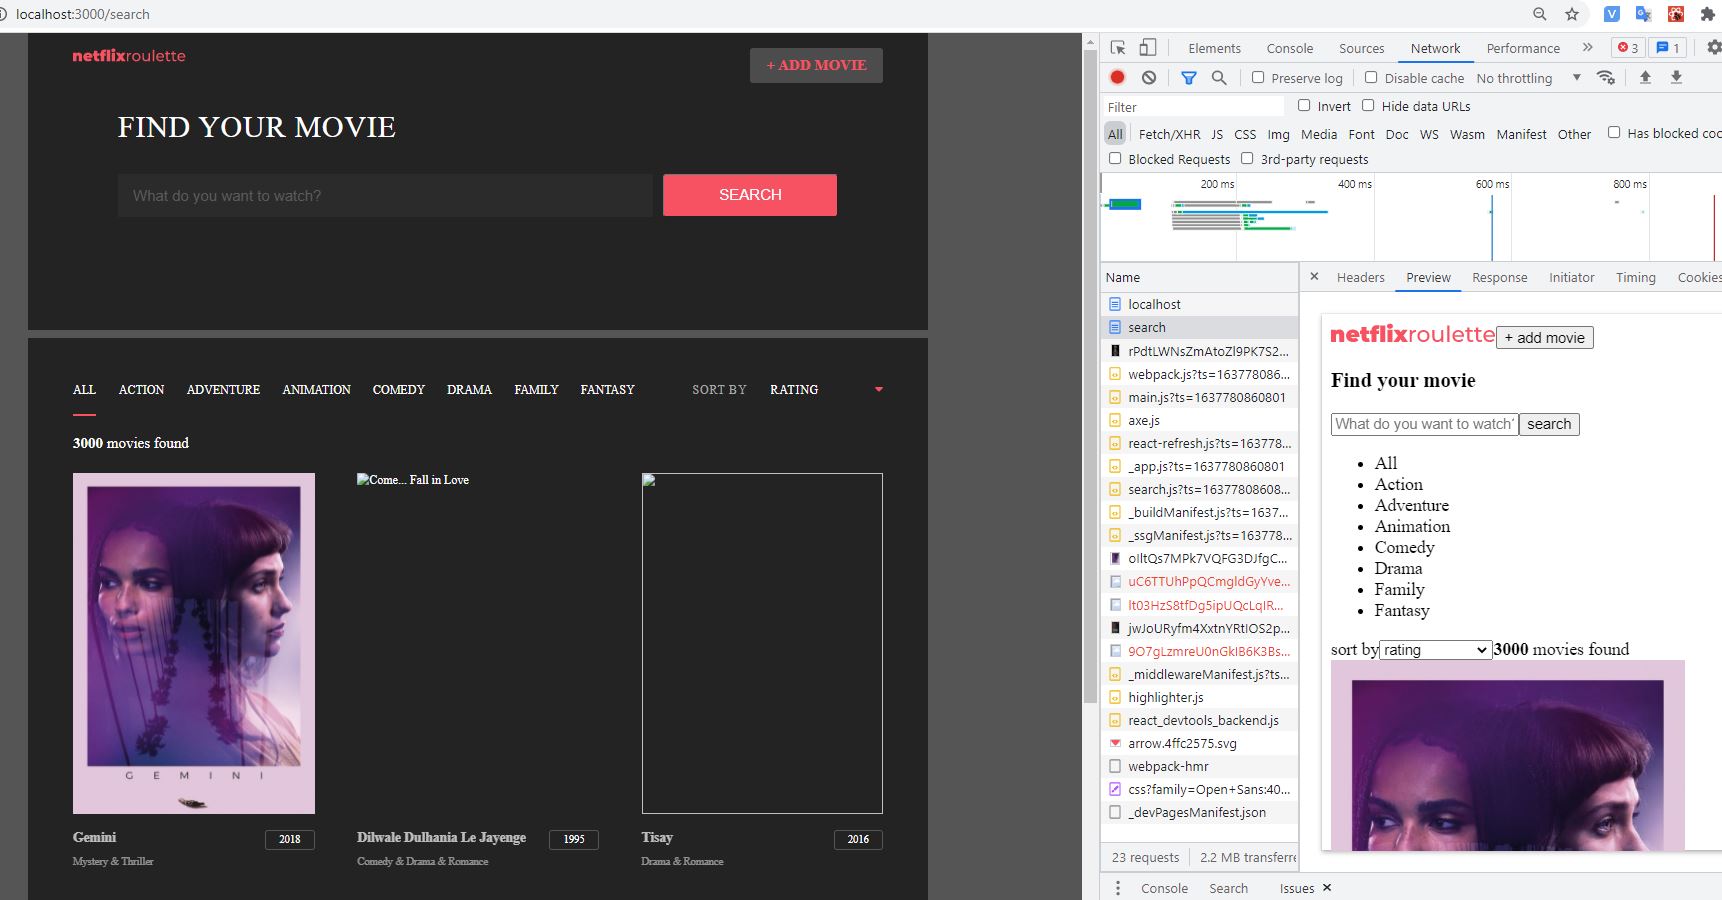 localhost:3000/search
netflixroulette
+ ADD MOVIE
FIND YOUR MOVIE
What do you want to watch?
SEARCH
ALL ACTION ADVENTURE ANIMATION COMEDY DRAMA FAMILY FANTASY SORT BY RATING
3000 movies found
Come... Fall in Love
GEMINI
Gemini 2018
Mystery & Thriller
Dilwale Dulhania Le Jayenge 1995
Comedy & Drama & Romance
Tisay 2016
Drama & Romance
Elements Console Sources Network Performance » 3 1
Preserve log Disable cache No throttling
Filter Invert Hide data URLs
All Fetch/XHR JS CSS Img Media Font Doc WS Wasm Manifest Other Has blocked coo
Blocked Requests 3rd-party requests
200 ms 400 ms 600 ms 800 ms
Name
localhost
search
rPdtLWNsZmAtoZl9PK7S2...
webpack.js?ts=163778086...
main.js?ts=1637780860801
axe.js
react-refresh.js?ts=163778...
_app.js?ts=1637780860801
search.js?ts=16377808608...
_buildManifest.js?ts=1637...
_ssgManifest.js?ts=163778...
oIltQs7MPk7VQFG3DJfgC...
uC6TTUhPpQCmgldGyYve...
lt03HzS8tfDg5ipUQcLqIR...
jwJoURyfm4XxtnYRtIOS2p...
9O7gLzmreU0nGkIB6K3Bs...
_middlewareManifest.js?ts...
highlighter.js
react_devtools_backend.js
arrow.4ffc2575.svg
webpack-hmr
css?family=Open+Sans:40...
_devPagesManifest.json
23 requests 2.2 MB transferre
× Headers Preview Response Initiator Timing Cookies
netflixroulette + add movie
Find your movie
What do you want to watch? search
All
Action
Adventure
Animation
Comedy
Drama
Family
Fantasy
sort by rating 3000 movies found
Console Search Issues ×